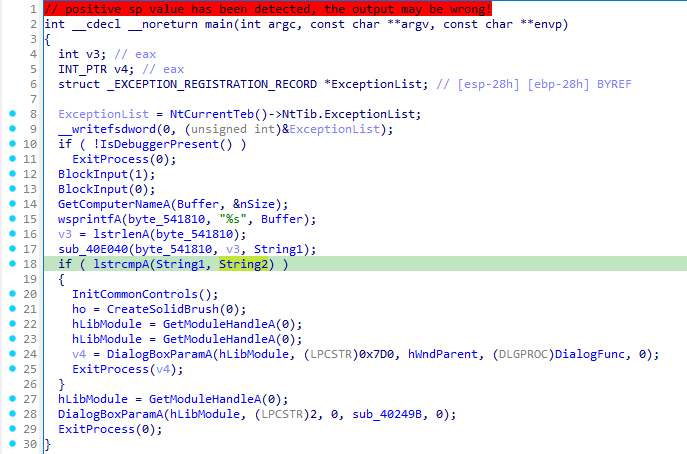 1 // positive sp value has been detected, the output may be wrong!
2 int __cdecl __noreturn main(int argc, const char **argv, const char **envp)
3 {
4 int v3; // eax
5 INT_PTR v4; // eax
6 struct _EXCEPTION_REGISTRATION_RECORD *ExceptionList; // [esp-28h] [ebp-28h] BYREF
7
8 ExceptionList = NtCurrentTeb()->NtTib.ExceptionList;
9 __writefsdword(0, (unsigned int)&ExceptionList);
10 if ( !IsDebuggerPresent() )
11 ExitProcess(0);
12 BlockInput(1);
13 BlockInput(0);
14 GetComputerNameA(Buffer, &nSize);
15 wsprintfA(byte_541810, "%s", Buffer);
16 v3 = lstrlenA(byte_541810);
17 sub_40E040(byte_541810, v3, String1);
18 if ( lstrcmpA(String1, String2) )
19 {
20 InitCommonControls();
21 ho = CreateSolidBrush(0);
22 hLibModule = GetModuleHandleA(0);
23 hLibModule = GetModuleHandleA(0);
24 v4 = DialogBoxParamA(hLibModule, (LPCSTR)0x7D0, hWndParent, (DLGPROC)DialogFunc, 0);
25 ExitProcess(v4);
26 }
27 hLibModule = GetModuleHandleA(0);
28 DialogBoxParamA(hLibModule, (LPCSTR)2, 0, sub_40249B, 0);
29 ExitProcess(0);
30 }